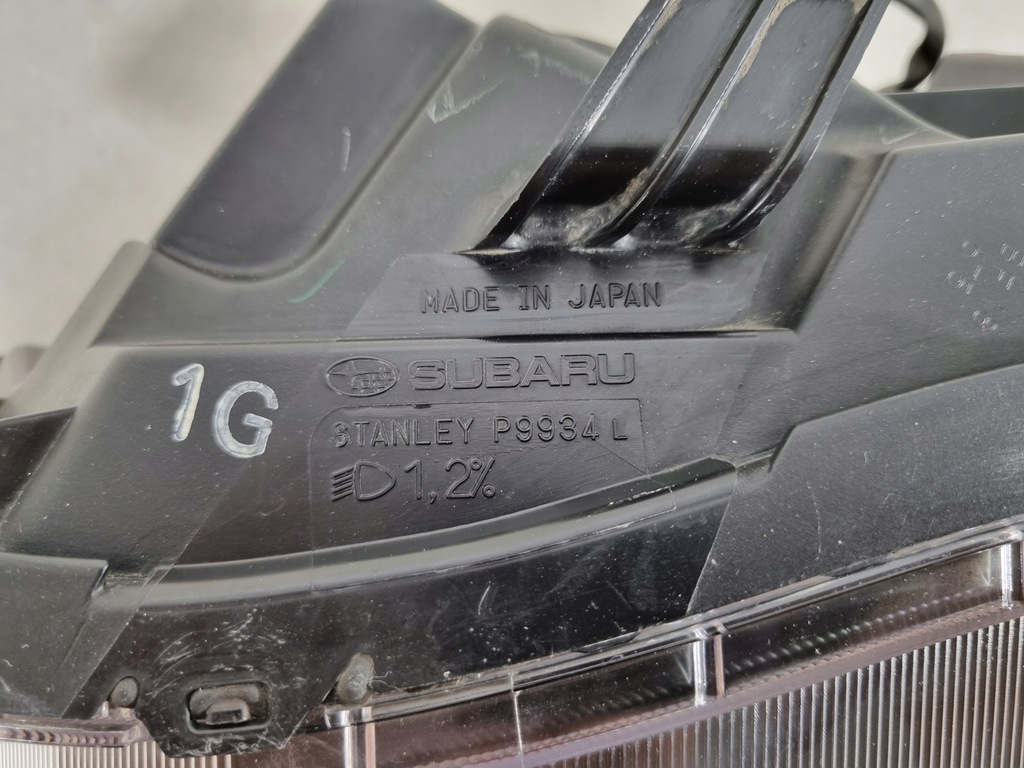 MADE IN JAPAN
SUBARU
1G
STANLEY P9934 L
1,2%